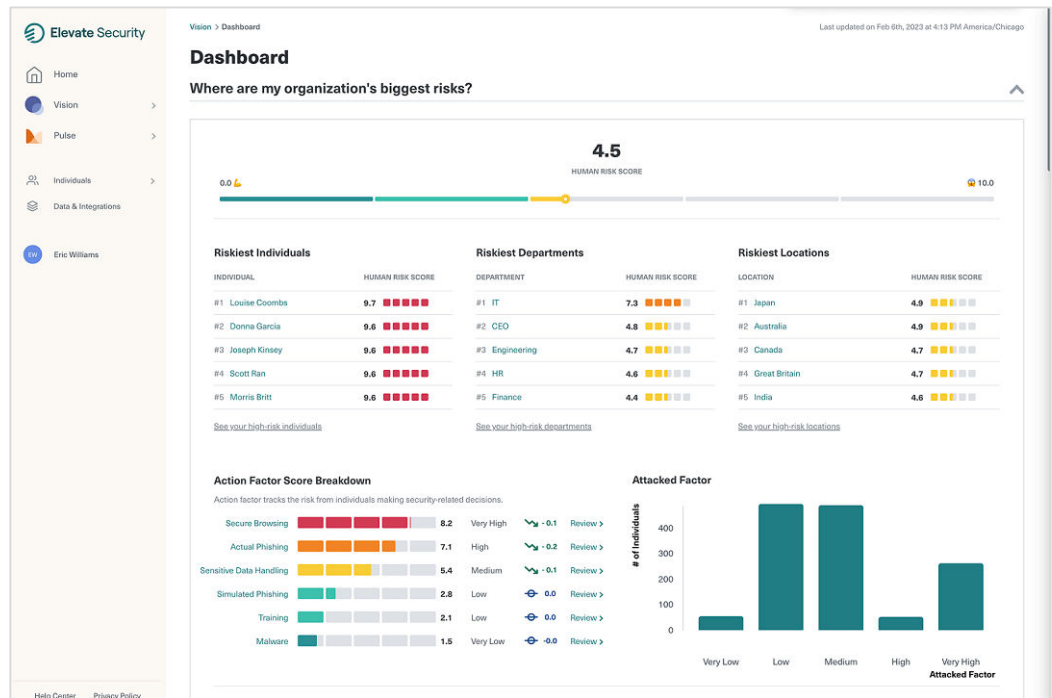 Elevate Security
Home
Vision
Pulse
Individuals
Data & Integrations
EW Eric Williams
Help Center Privacy Policy
Vision > Dashboard
Last updated on Feb 6th, 2023 at 4:13 PM America/Chicago
Dashboard
Where are my organization's biggest risks?
4.5
HUMAN RISK SCORE
0.0 💪 😱 10.0
Riskiest Individuals
INDIVIDUAL HUMAN RISK SCORE
#1 Louise Coombs 9.7
#2 Donna Garcia 9.6
#3 Joseph Kinsey 9.6
#4 Scott Ran 9.6
#5 Morris Britt 9.6
See your high-risk individuals
Riskiest Departments
DEPARTMENT HUMAN RISK SCORE
#1 IT 7.3
#2 CEO 4.8
#3 Engineering 4.7
#4 HR 4.6
#5 Finance 4.4
See your high-risk departments
Riskiest Locations
LOCATION HUMAN RISK SCORE
#1 Japan 4.9
#2 Australia 4.9
#3 Canada 4.7
#4 Great Britain 4.7
#5 India 4.6
See your high-risk locations
Action Factor Score Breakdown
Action factor tracks the risk from individuals making security-related decisions.
Secure Browsing 8.2 Very High - 0.1 Review >
Actual Phishing 7.1 High - 0.2 Review >
Sensitive Data Handling 5.4 Medium - 0.1 Review >
Simulated Phishing 2.8 Low 0.0 Review >
Training 2.1 Low 0.0 Review >
Malware 1.5 Very Low -0.0 Review >
Attacked Factor
# of Individuals
400
300
200
100
0
Very Low Low Medium High Very High
Attacked Factor